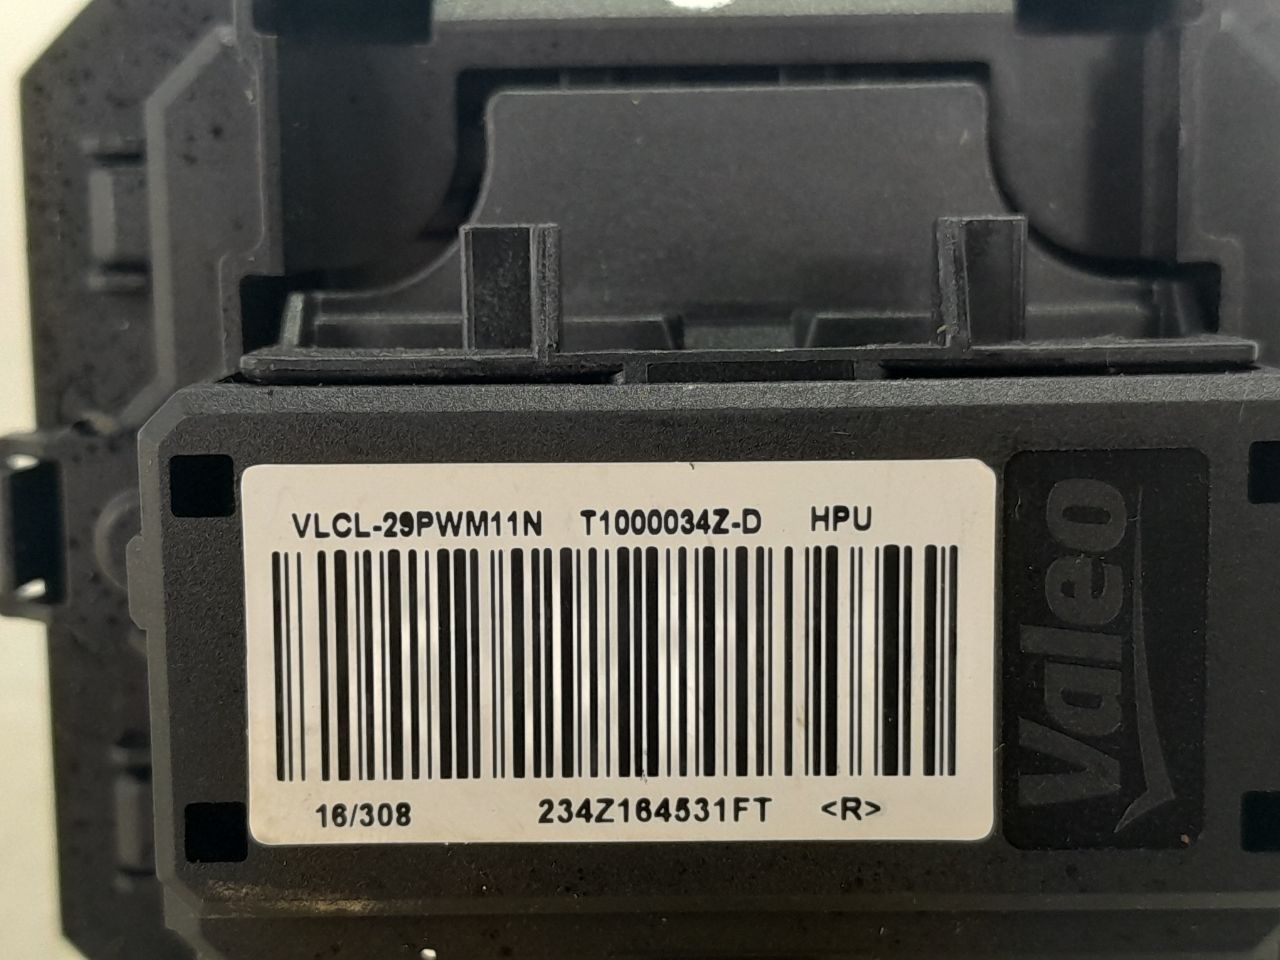 VLCL-29PWM11N T1000034Z-D HPU
16/308 234Z164531FT <R>
Valeo